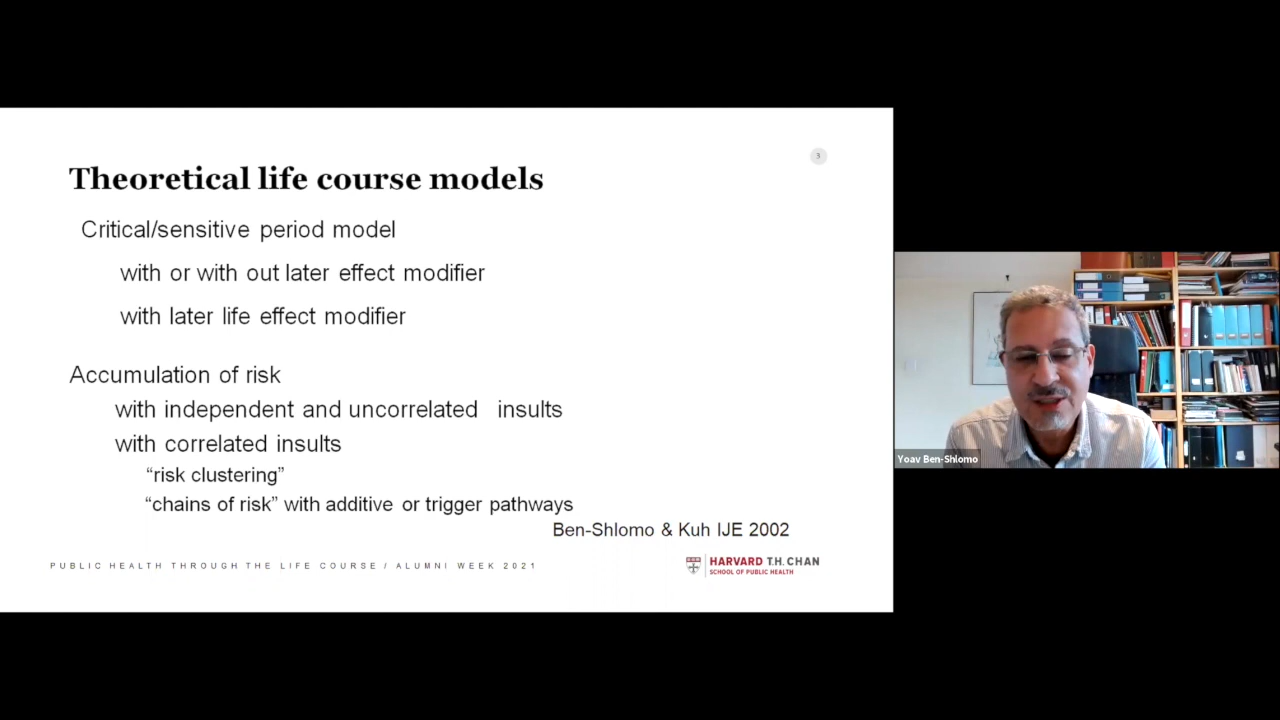 3
Theoretical life course models
Critical/sensitive period model
with or with out later effect modifier
with later life effect modifier
Accumulation of risk
with independent and uncorrelated insults
with correlated insults
“risk clustering”
“chains of risk” with additive or trigger pathways
Ben-Shlomo & Kuh IJE 2002
PUBLIC HEALTH THROUGH THE LIFE COURSE / ALUMNI WEEK 2021
HARVARD T.H. CHAN
SCHOOL OF PUBLIC HEALTH
Yoav Ben-Shlomo